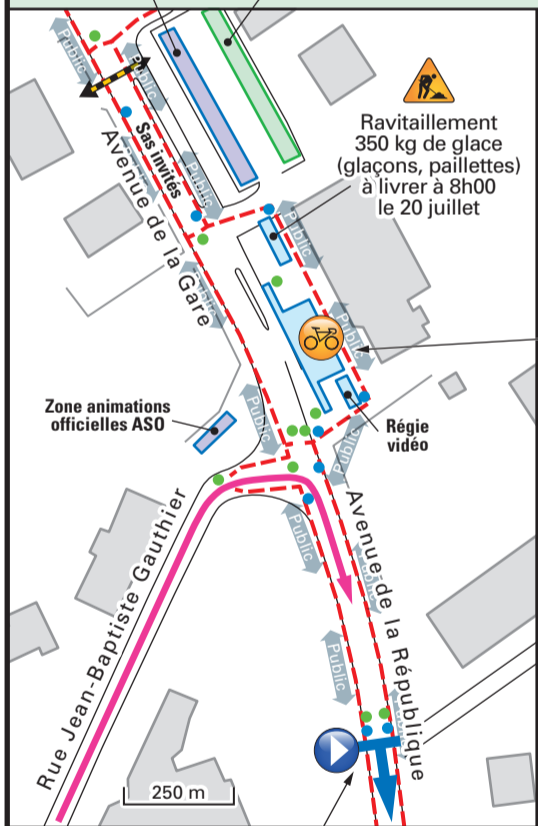 Public
Public
Sas invités
Public
Avenue de la Gare
Public
Ravitaillement
350 kg de glace
(glaçons, paillettes)
à livrer à 8h00
le 20 juillet
Public
Public
Public
Zone animations
officielles ASO
Régie
vidéo
Public
Rue Jean-Baptiste Gauthier
Public
Avenue de la République
Public
Public
Public
250 m